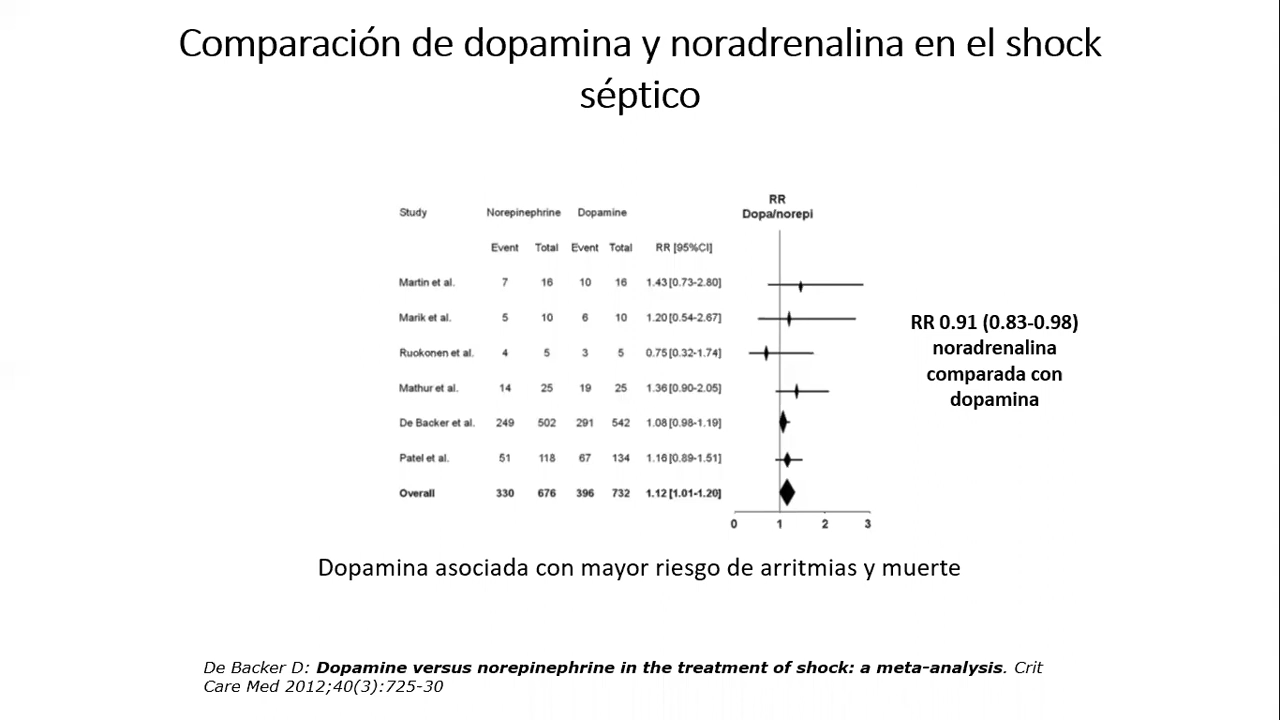 Comparación de dopamina y noradrenalina en el shock
séptico
RR
Dopa/norepi
Study Norepinephrine Dopamine
Event Total Event Total RR [95%CI]
Martin et al. 7 16 10 16 1.43[0.73-2.80]
Marik et al. 5 10 6 10 1.20[0.54-2.67]
Ruokonen et al. 4 5 3 5 0.75[0.32-1.74]
Mathur et al. 14 25 19 25 1.36[0.90-2.05]
De Backer et al. 249 502 291 542 1.08[0.98-1.19]
Patel et al. 51 118 67 134 1.16[0.89-1.51]
Overall 330 676 396 732 1.12[1.01-1.20]
0 1 2 3
RR 0.91 (0.83-0.98)
noradrenalina
comparada con
dopamina
Dopamina asociada con mayor riesgo de arritmias y muerte
De Backer D: Dopamine versus norepinephrine in the treatment of shock: a meta-analysis. Crit
Care Med 2012;40(3):725-30